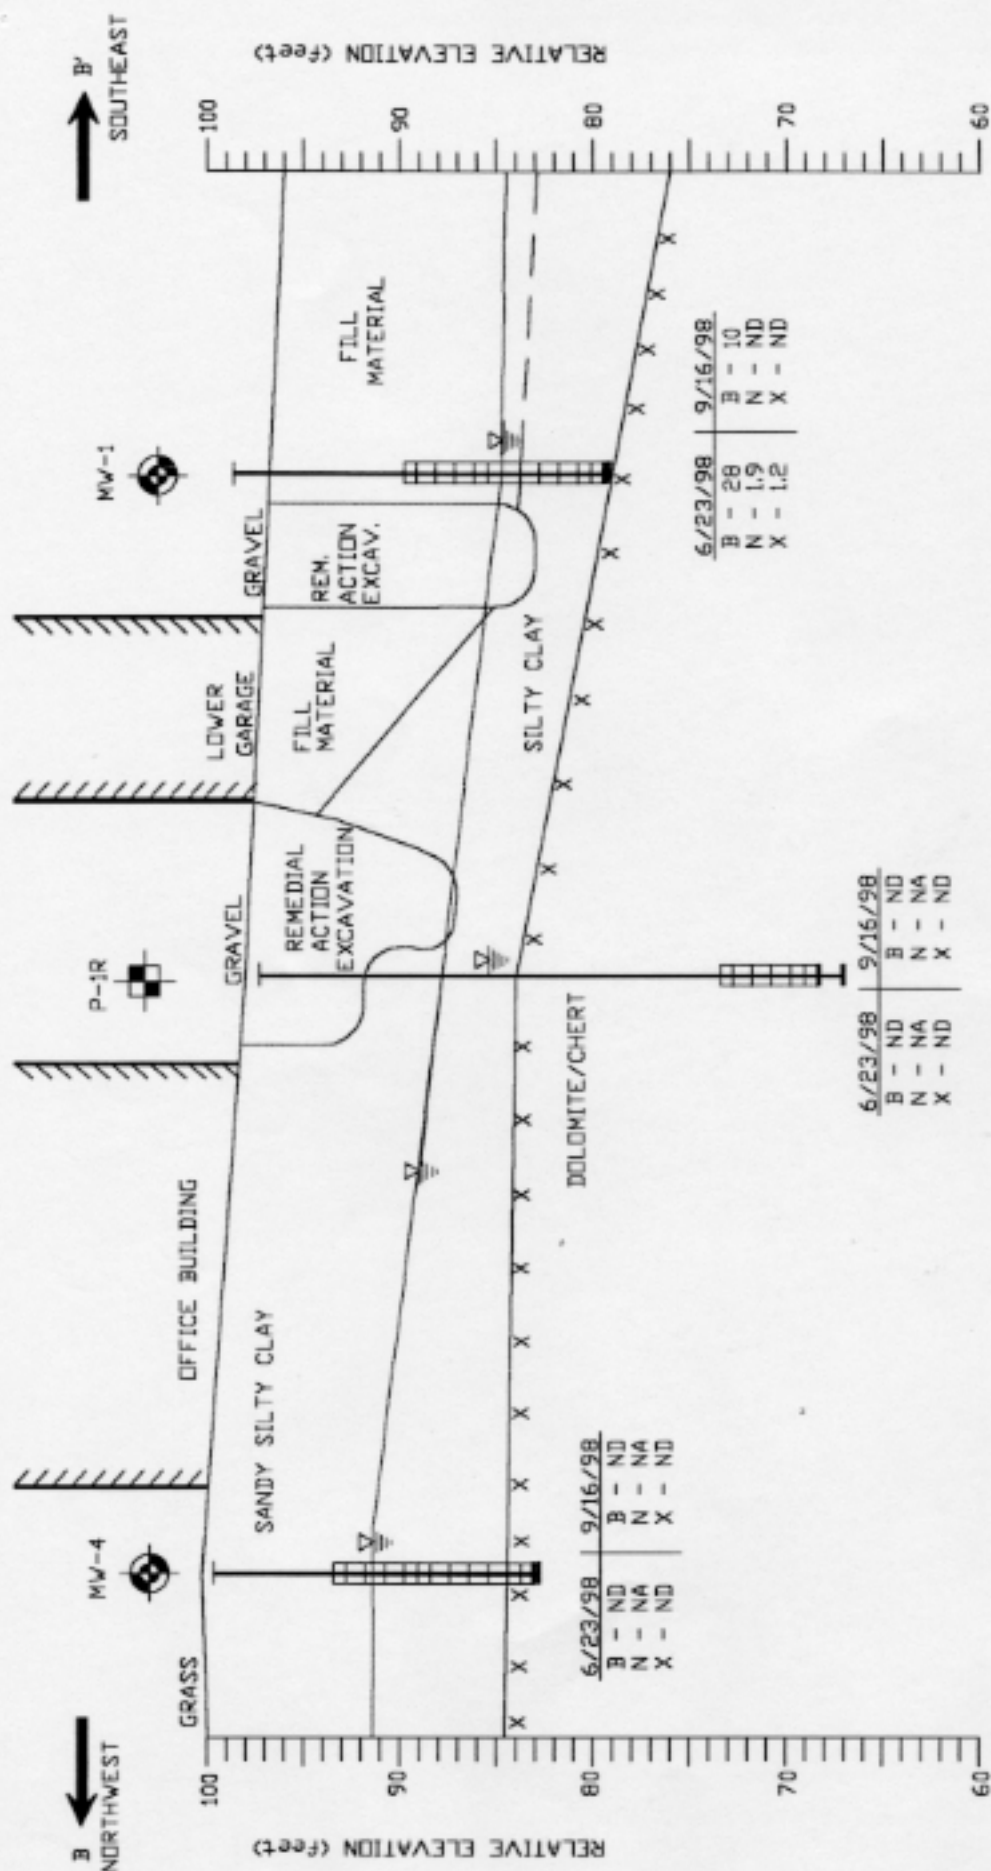 B
NORTHWEST
B'
SOUTHEAST
MW-4
P-1R
MW-1
GRASS
OFFICE BUILDING
GRAVEL
LOWER
GARAGE
GRAVEL
100
90
80
70
60
RELATIVE ELEVATION (feet)
100
90
80
70
60
RELATIVE ELEVATION (feet)
SANDY SILTY CLAY
REMEDIAL
ACTION
EXCAVATION
FILL
MATERIAL
REM.
ACTION
EXCAV.
FILL
MATERIAL
SILTY CLAY
DOLOMITE/CHERT
6/23/98 9/16/98
B - ND B - ND
N - NA N - NA
X - ND X - ND
6/23/98 9/16/98
B - ND B - ND
N - NA N - NA
X - ND X - ND
6/23/98 9/16/98
B - 28 B - 10
N - 1.9 N - ND
X - 1.2 X - ND